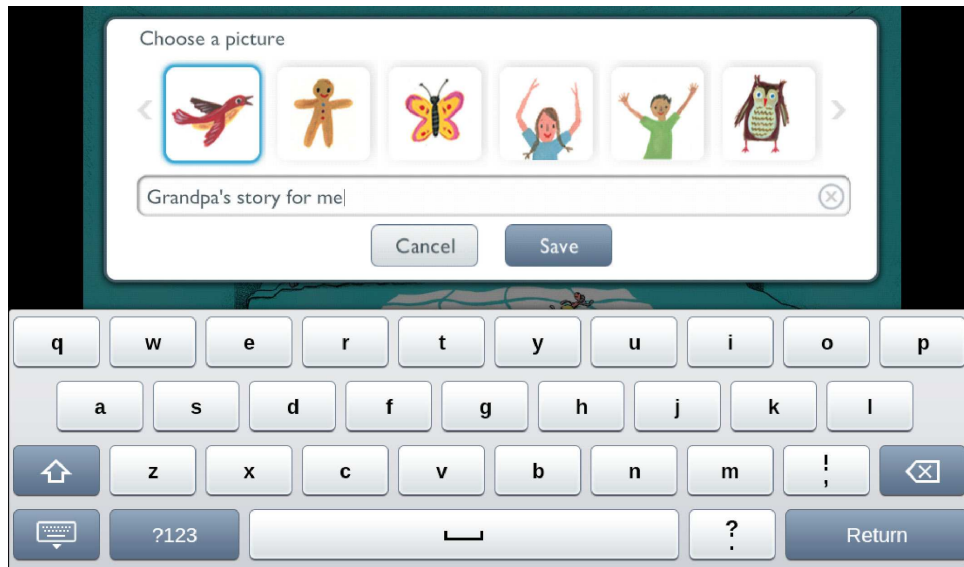 Choose a picture
Grandpa's story for me
Cancel Save
q w e r t y u i o p
a s d f g h j k l
z x c v b n m ! ,
?123 ? . Return